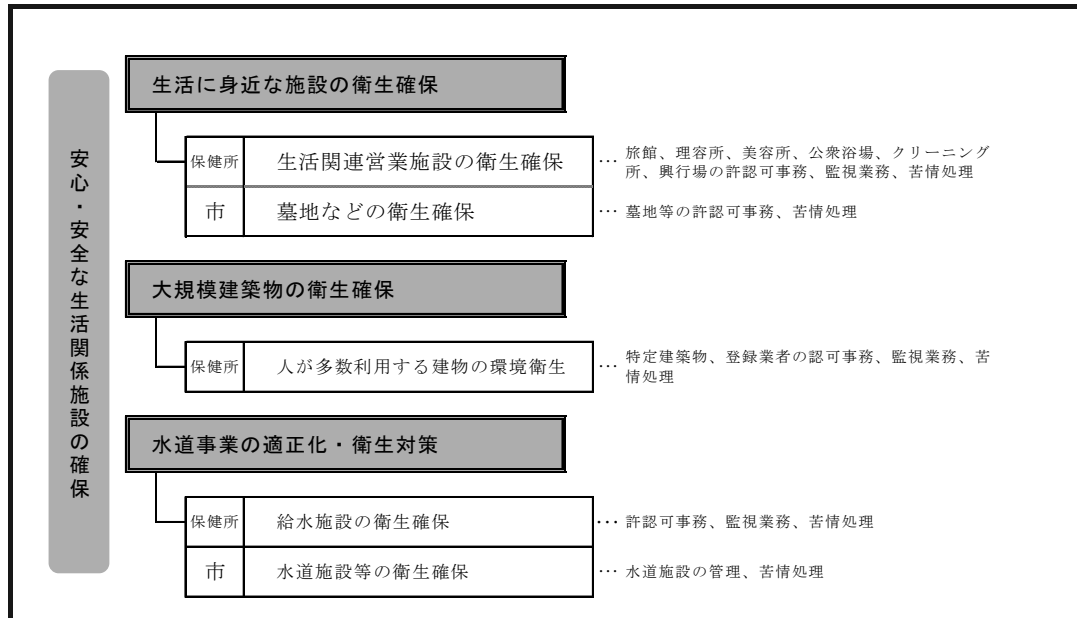 安心・安全な生活関係施設の確保
生活に身近な施設の衛生確保
保健所
生活関連営業施設の衛生確保
… 旅館、理容所、美容所、公衆浴場、クリーニング
所、興行場の許認可事務、監視業務、苦情処理
市
墓地などの衛生確保
… 墓地等の許認可事務、苦情処理
大規模建築物の衛生確保
保健所
人が多数利用する建物の環境衛生
… 特定建築物、登録業者の認可事務、監視業務、苦
情処理
水道事業の適正化・衛生対策
保健所
給水施設の衛生確保
… 許認可事務、監視業務、苦情処理
市
水道施設等の衛生確保
… 水道施設の管理、苦情処理